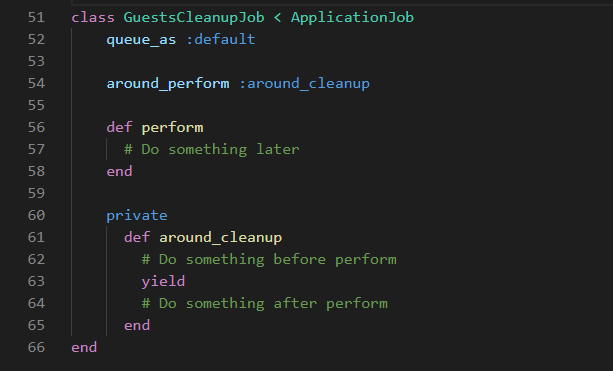 51 class GuestsCleanupJob < ApplicationJob
52     queue_as :default
53
54     around_perform :around_cleanup
55
56     def perform
57       # Do something later
58     end
59
60     private
61       def around_cleanup
62         # Do something before perform
63         yield
64         # Do something after perform
65       end
66 end